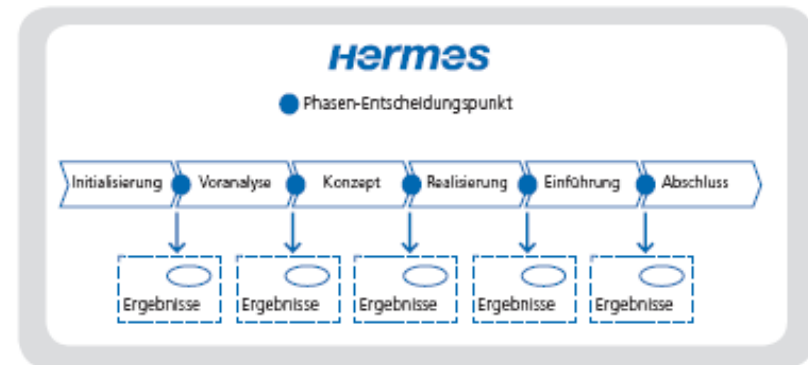 Hermes
Phasen-Entscheidungspunkt
Initialisierung Voranalyse Konzept Realisierung Einführung Abschluss
Ergebnisse Ergebnisse Ergebnisse Ergebnisse Ergebnisse